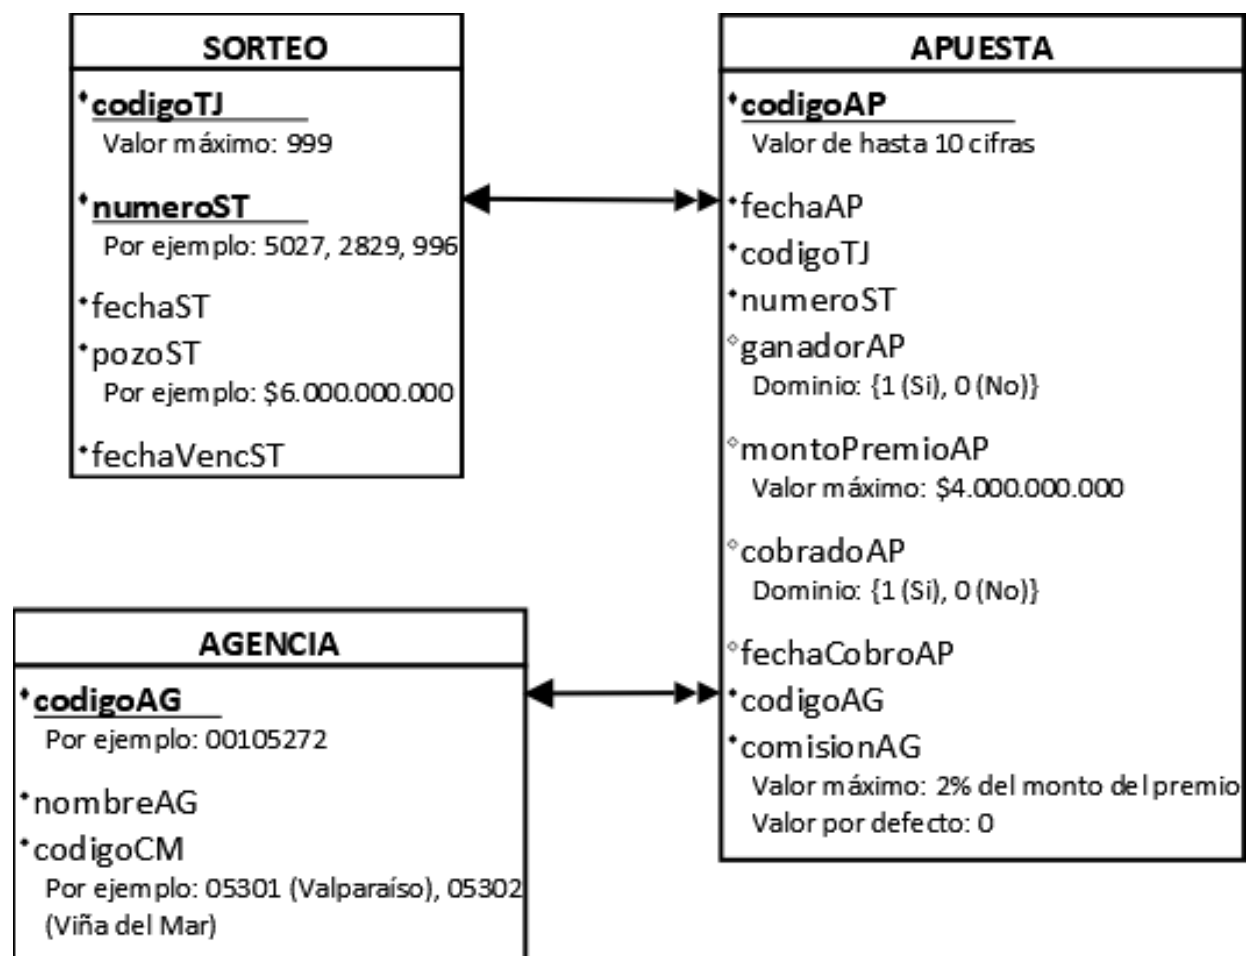 SORTEO
codigoTJ
Valor máximo: 999
numeroST
Por ejemplo: 5027, 2829, 996
fechaST
pozoST
Por ejemplo: $6.000.000.000
fechaVencST
APUESTA
codigoAP
Valor de hasta 10 cifras
fechaAP
codigoTJ
numeroST
ganadorAP
Dominio: {1 (Si), 0 (No)}
montoPremioAP
Valor máximo: $4.000.000.000
cobradoAP
Dominio: {1 (Si), 0 (No)}
fechaCobroAP
codigoAG
comisionAG
Valor máximo: 2% del monto del premio
Valor por defecto: 0
AGENCIA
codigoAG
Por ejemplo: 00105272
nombreAG
codigoCM
Por ejemplo: 05301 (Valparaíso), 05302
(Viña del Mar)